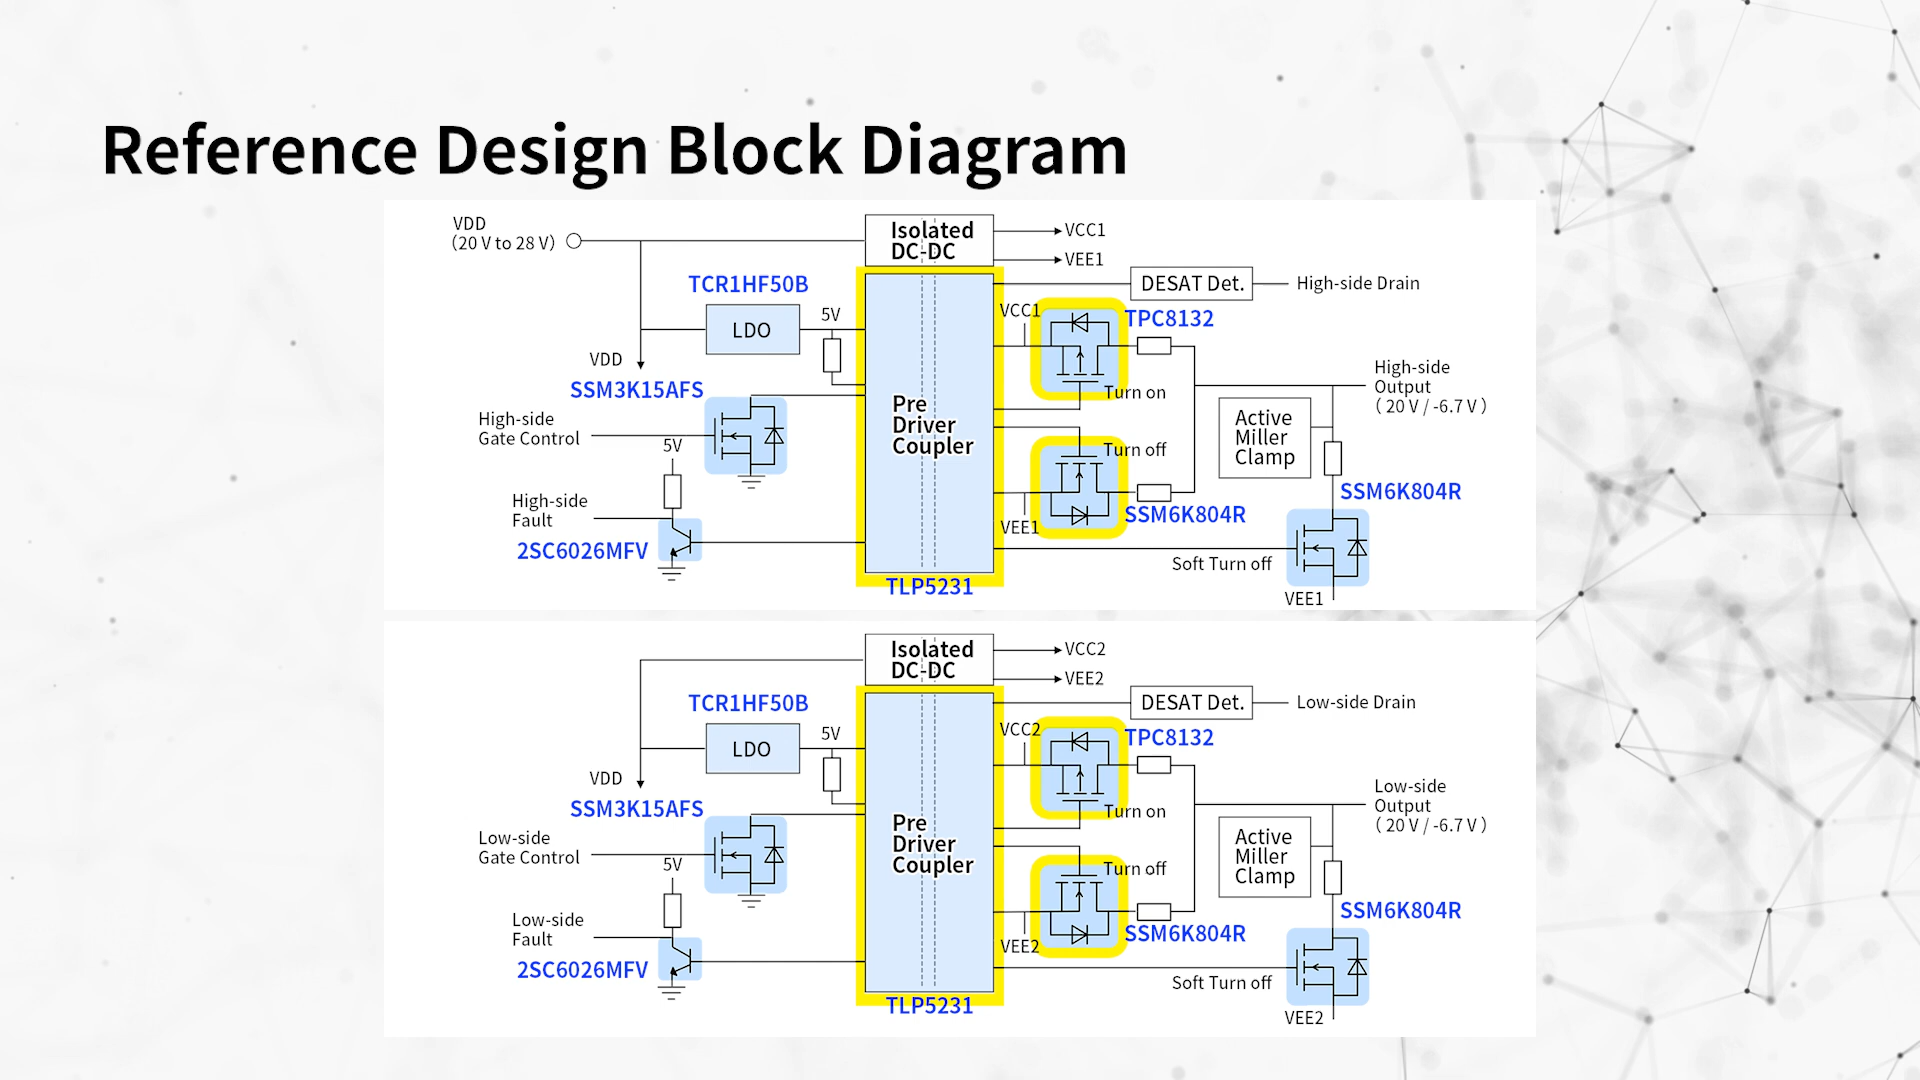 Reference Design Block Diagram
VDD
(20 V to 28 V)
Isolated
DC-DC
VCC1
VEE1
TCR1HF50B
LDO
5V
VDD
SSM3K15AFS
High-side
Gate Control
5V
High-side
Fault
2SC6026MFV
Pre
Driver
Coupler
TLP5231
DESAT Det.
High-side Drain
VCC1
TPC8132
Turn on
Turn off
VEE1
SSM6K804R
High-side
Output
( 20 V / -6.7 V )
Active
Miller
Clamp
SSM6K804R
Soft Turn off
VEE1
Isolated
DC-DC
VCC2
VEE2
TCR1HF50B
LDO
5V
VDD
SSM3K15AFS
Low-side
Gate Control
5V
Low-side
Fault
2SC6026MFV
Pre
Driver
Coupler
TLP5231
DESAT Det.
Low-side Drain
VCC2
TPC8132
Turn on
Turn off
VEE2
SSM6K804R
Low-side
Output
( 20 V / -6.7 V )
Active
Miller
Clamp
SSM6K804R
Soft Turn off
VEE2